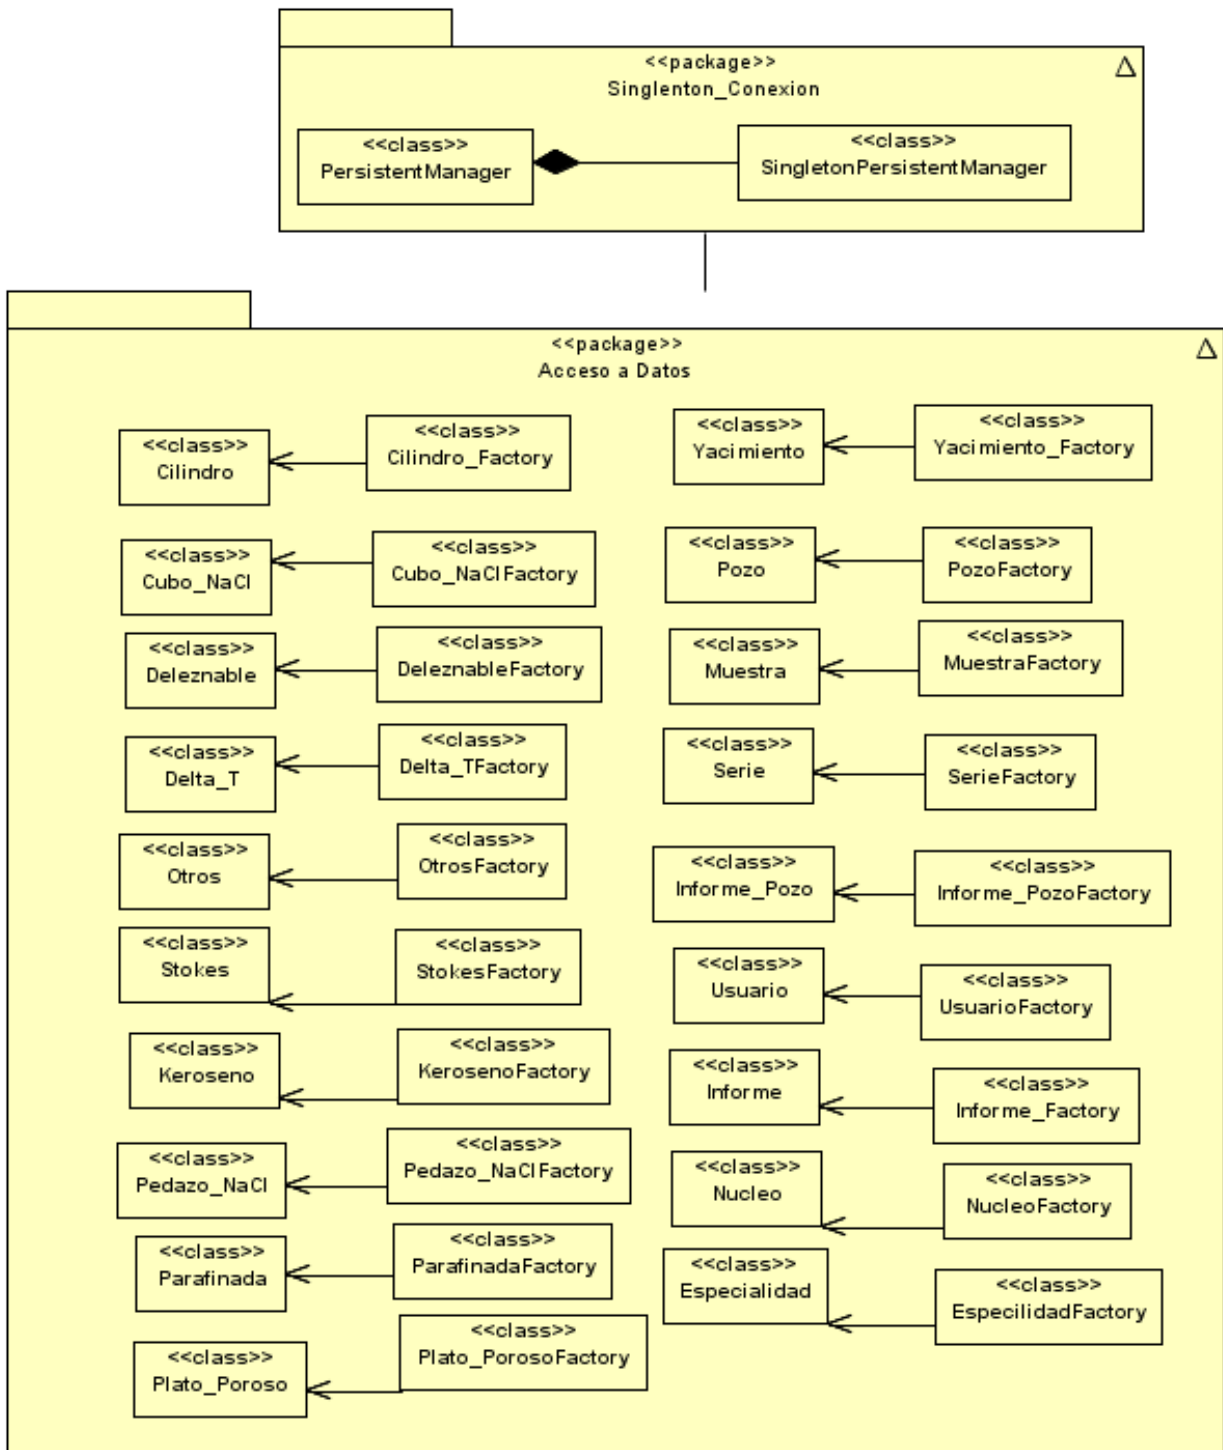 <<package>>
Singlenton_Conexion
<<class>>
PersistentManager
<<class>>
SingletonPersistentManager
<<package>>
Acceso a Datos
<<class>>
Cilindro
<<class>>
Cilindro_Factory
<<class>>
Yacimiento
<<class>>
Yacimiento_Factory
<<class>>
Cubo_NaCl
<<class>>
Cubo_NaClFactory
<<class>>
Pozo
<<class>>
PozoFactory
<<class>>
Deleznable
<<class>>
DeleznableFactory
<<class>>
Muestra
<<class>>
MuestraFactory
<<class>>
Delta_T
<<class>>
Delta_TFactory
<<class>>
Serie
<<class>>
SerieFactory
<<class>>
Otros
<<class>>
OtrosFactory
<<class>>
Informe_Pozo
<<class>>
Informe_PozoFactory
<<class>>
Stokes
<<class>>
StokesFactory
<<class>>
Usuario
<<class>>
UsuarioFactory
<<class>>
Keroseno
<<class>>
KerosenoFactory
<<class>>
Informe
<<class>>
Informe_Factory
<<class>>
Pedazo_NaCl
<<class>>
Pedazo_NaClFactory
<<class>>
Nucleo
<<class>>
NucleoFactory
<<class>>
Parafinada
<<class>>
ParafinadaFactory
<<class>>
Especialidad
<<class>>
EspecilidadFactory
<<class>>
Plato_Poroso
<<class>>
Plato_PorosoFactory